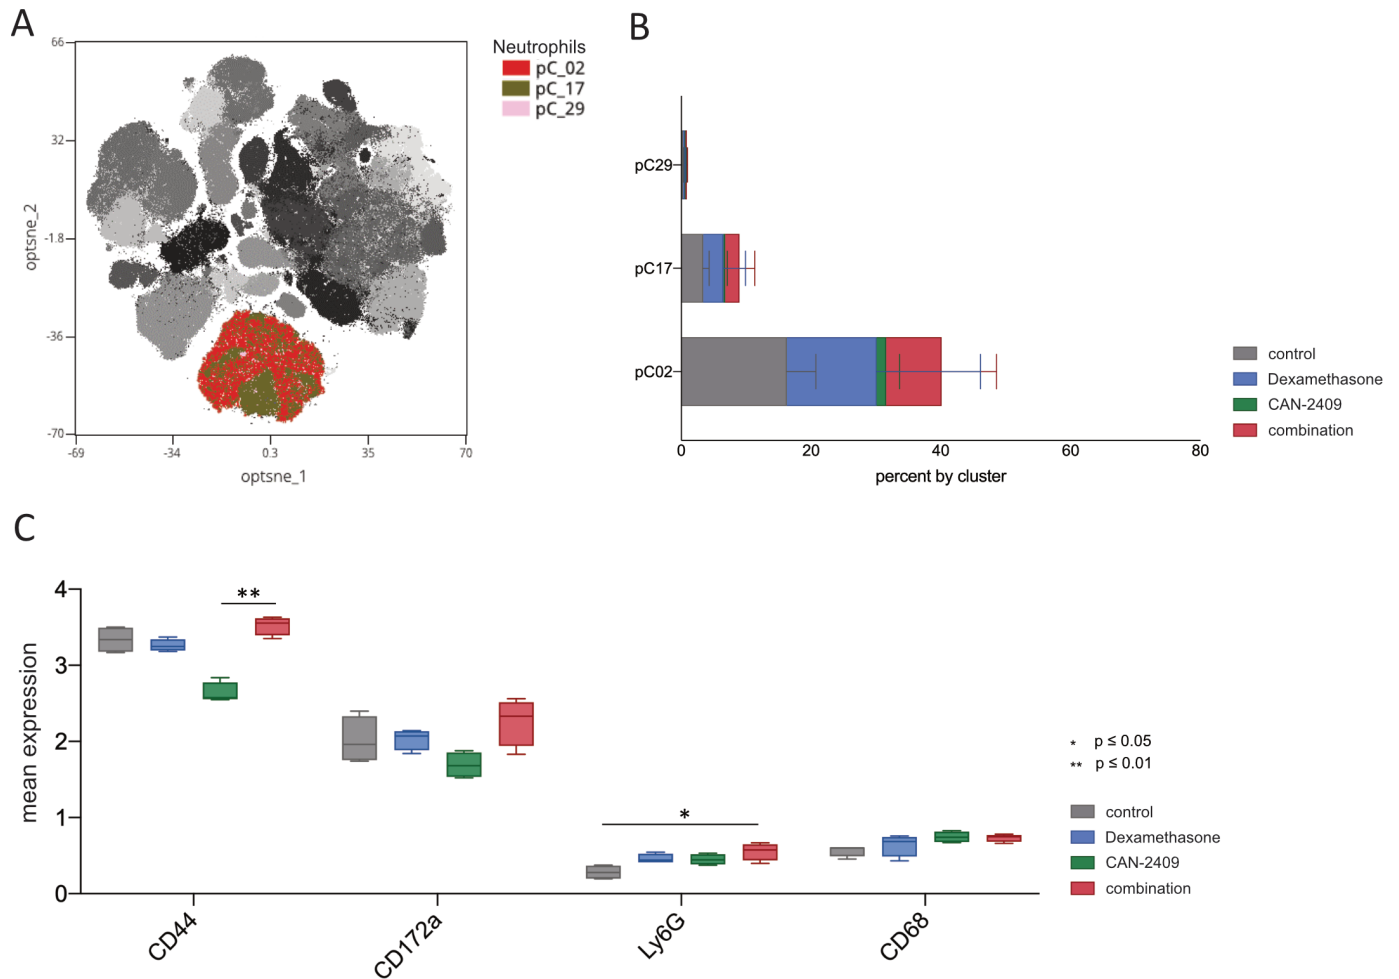 A
66
32
-1.8
-36
-70
optsne_2
-69
-34
0.3
35
70
optsne_1
Neutrophils
pC_02
pC_17
pC_29
B
pC29
pC17
pC02
0
20
40
60
80
percent by cluster
control
Dexamethasone
CAN-2409
combination
C
4
3
2
1
0
mean expression
**
*
CD44
CD172a
Ly6G
CD68
* p ≤ 0.05
** p ≤ 0.01
control
Dexamethasone
CAN-2409
combination